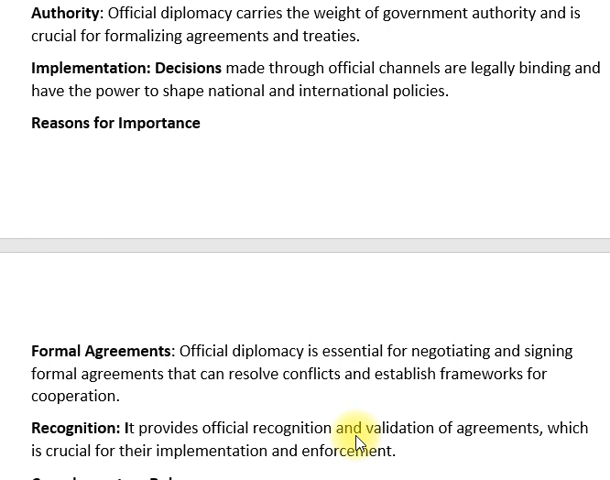 Authority: Official diplomacy carries the weight of government authority and is
crucial for formalizing agreements and treaties.
Implementation: Decisions made through official channels are legally binding and
have the power to shape national and international policies.
Reasons for Importance
Formal Agreements: Official diplomacy is essential for negotiating and signing
formal agreements that can resolve conflicts and establish frameworks for
cooperation.
Recognition: It provides official recognition and validation of agreements, which
is crucial for their implementation and enforcement.